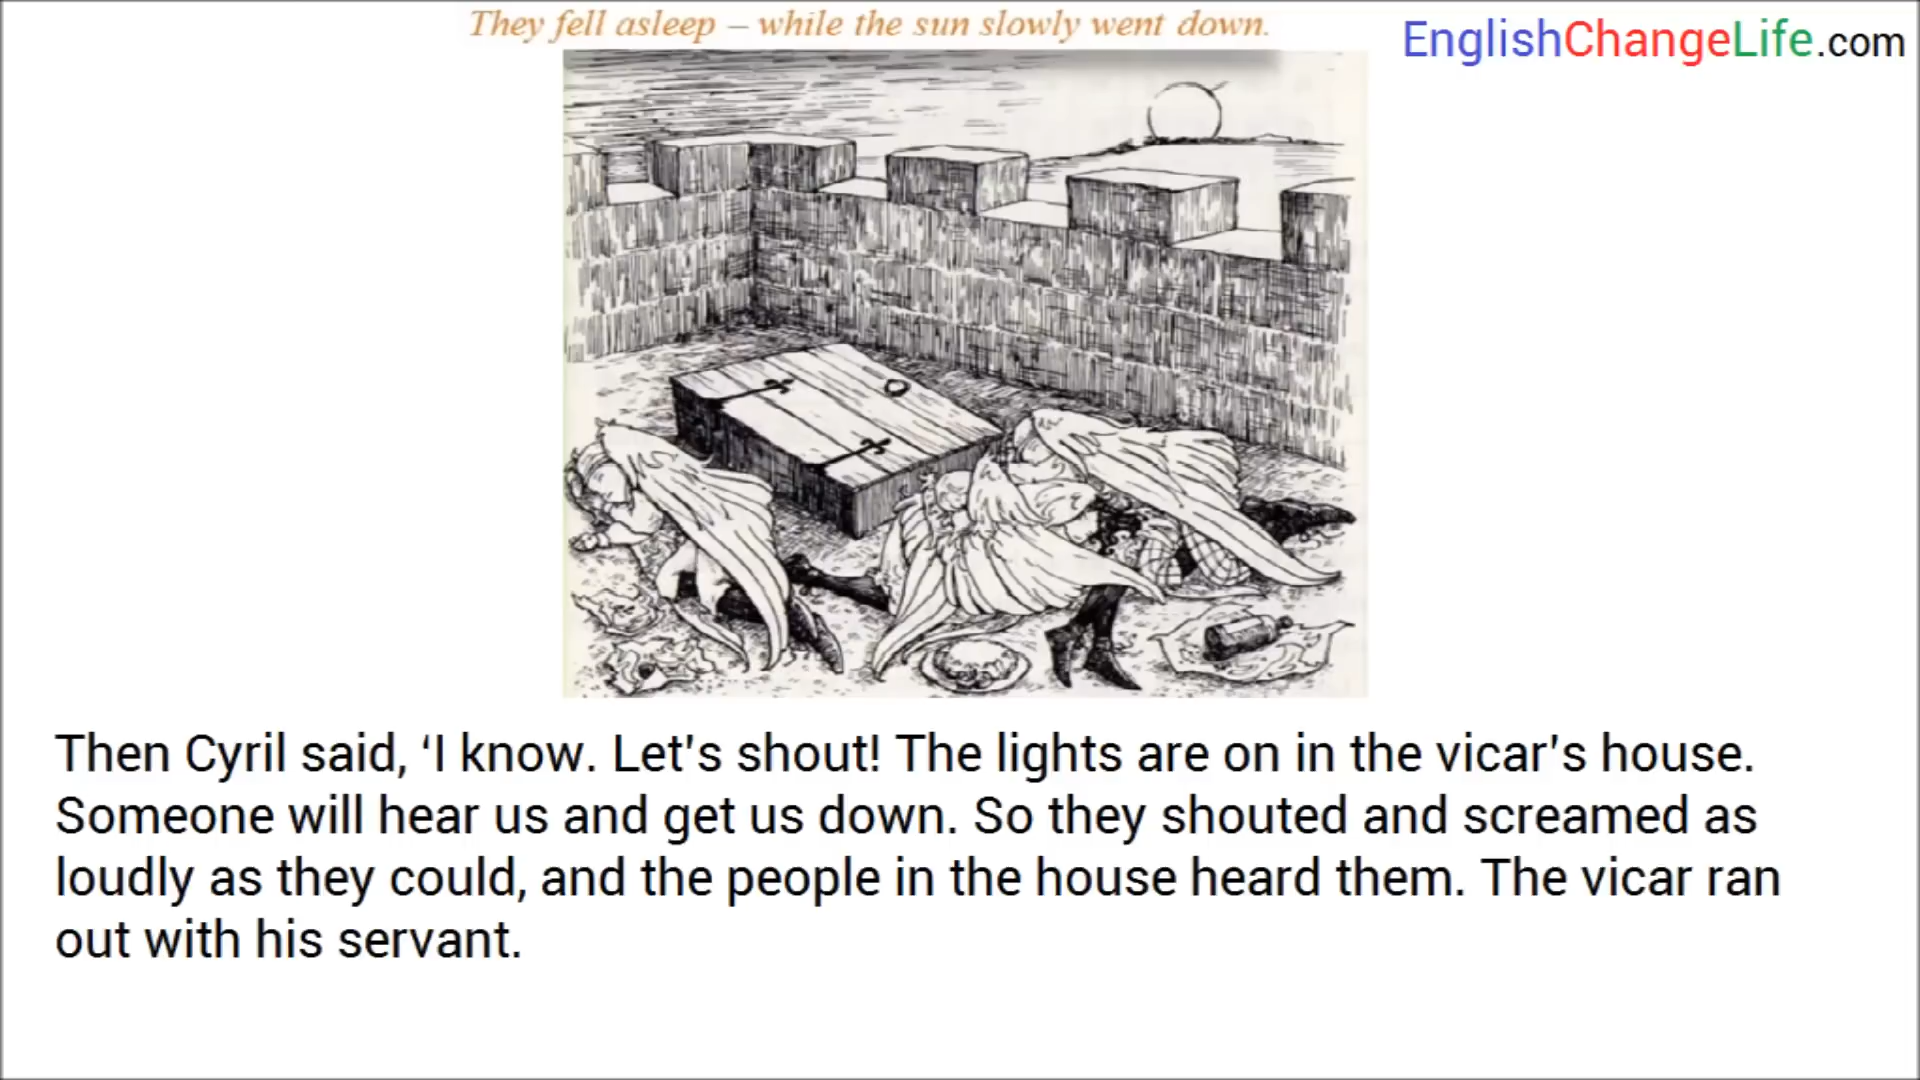 They fell asleep – while the sun slowly went down.
EnglishChangeLife.com
Then Cyril said, ‘I know. Let's shout! The lights are on in the vicar's house.
Someone will hear us and get us down. So they shouted and screamed as
loudly as they could, and the people in the house heard them. The vicar ran
out with his servant.